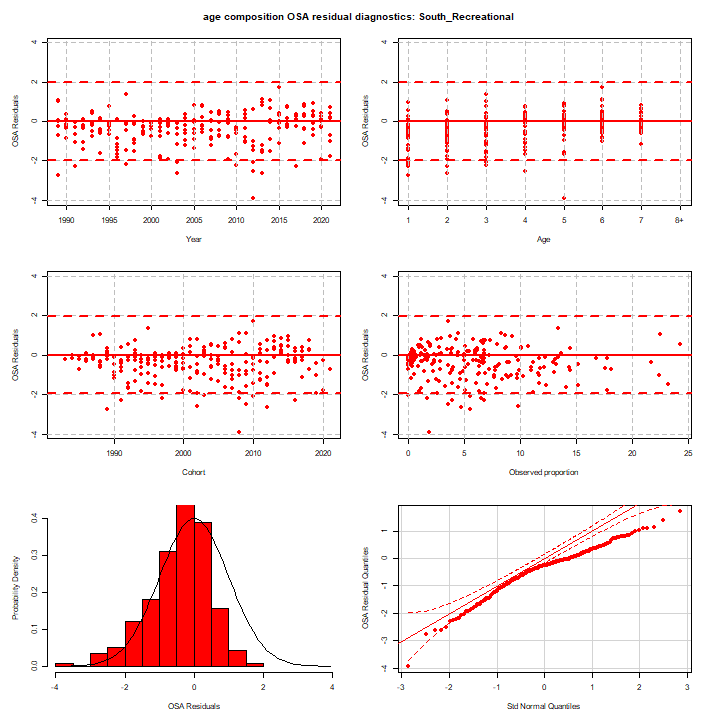 age composition OSA residual diagnostics: South_Recreational
4
2
0
-2
-4
OSA Residuals
1990 1995 2000 2005 2010 2015 2020
Year
4
2
0
-2
-4
OSA Residuals
1 2 3 4 5 6 7 8+
Age
4
2
0
-2
-4
OSA Residuals
1990 2000 2010 2020
Cohort
4
2
0
-2
-4
OSA Residuals
0 5 10 15 20 25
Observed proportion
0.4
0.3
0.2
0.1
0.0
Probability Density
-4 -2 0 2 4
OSA Residuals
1
0
-1
-2
-3
-4
OSA Residual Quantiles
-3 -2 -1 0 1 2 3
Std Normal Quantiles